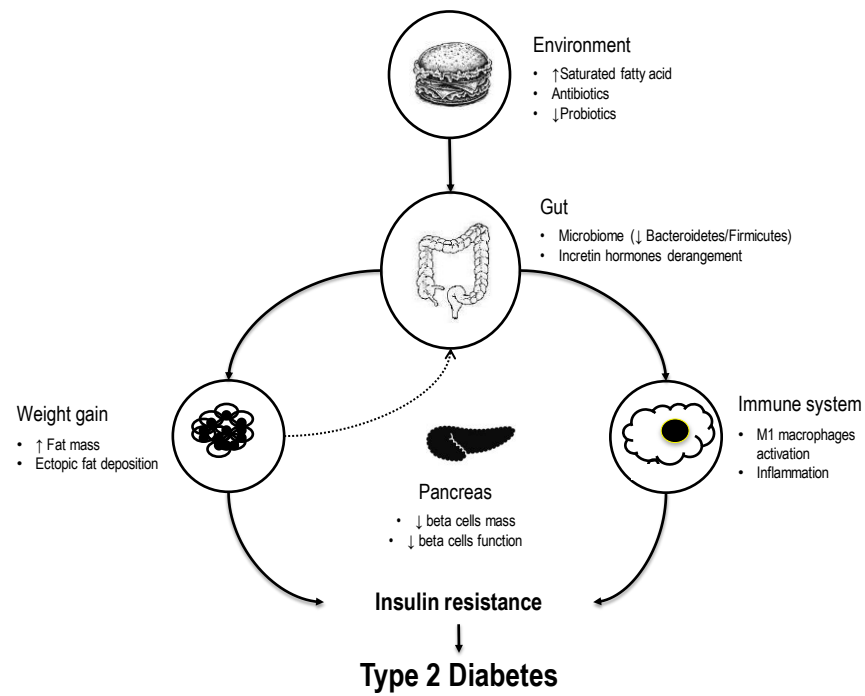 Environment
• ↑Saturated fatty acid
• Antibiotics
• ↓Probiotics
Gut
• Microbiome (↓ Bacteroidetes/Firmicutes)
• Incretin hormones derangement
Weight gain
• ↑ Fat mass
• Ectopic fat deposition
Immune system
• M1 macrophages
activation
• Inflammation
Pancreas
• ↓ beta cells mass
• ↓ beta cells function
Insulin resistance
Type 2 Diabetes